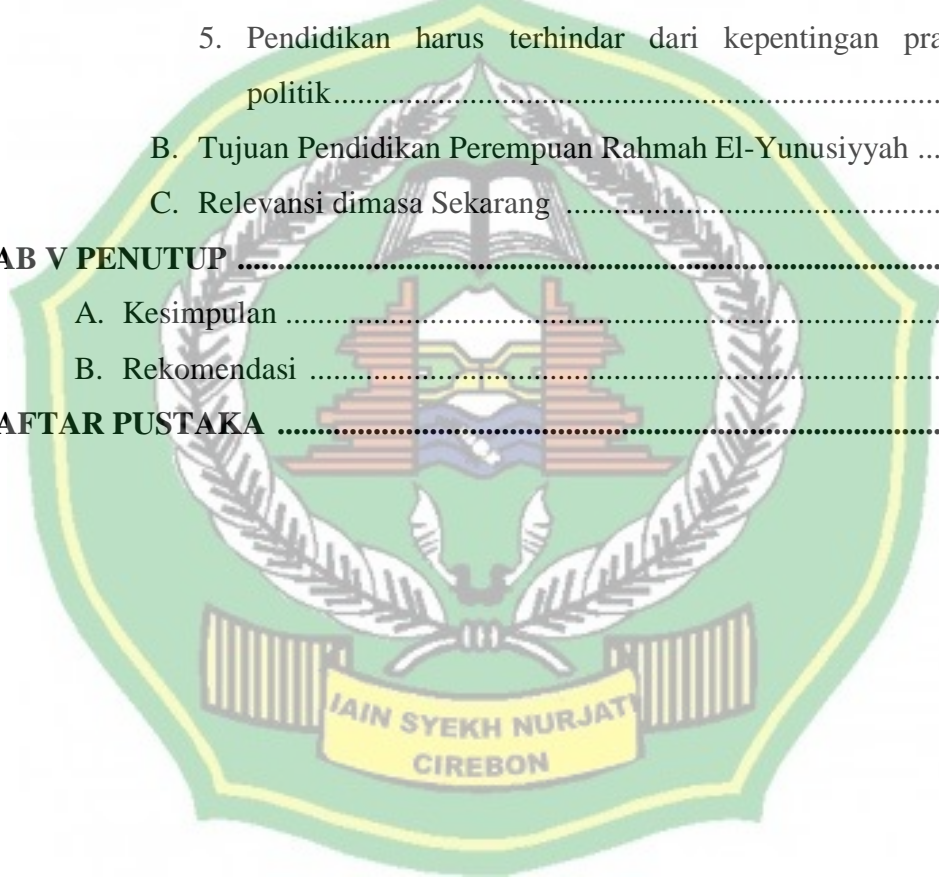 5. Pendidikan harus terhindar dari kepentingan pra
politik....................................................................................
B. Tujuan Pendidikan Perempuan Rahmah El-Yunusiyyah ...
C. Relevansi dimasa Sekarang ................................................
AB V PENUTUP ..........................................................................................
A. Kesimpulan ...................................................................................
B. Rekomendasi ................................................................................
AFTAR PUSTAKA .....................................................................................
IAIN SYEKH NURJATI
CIREBON